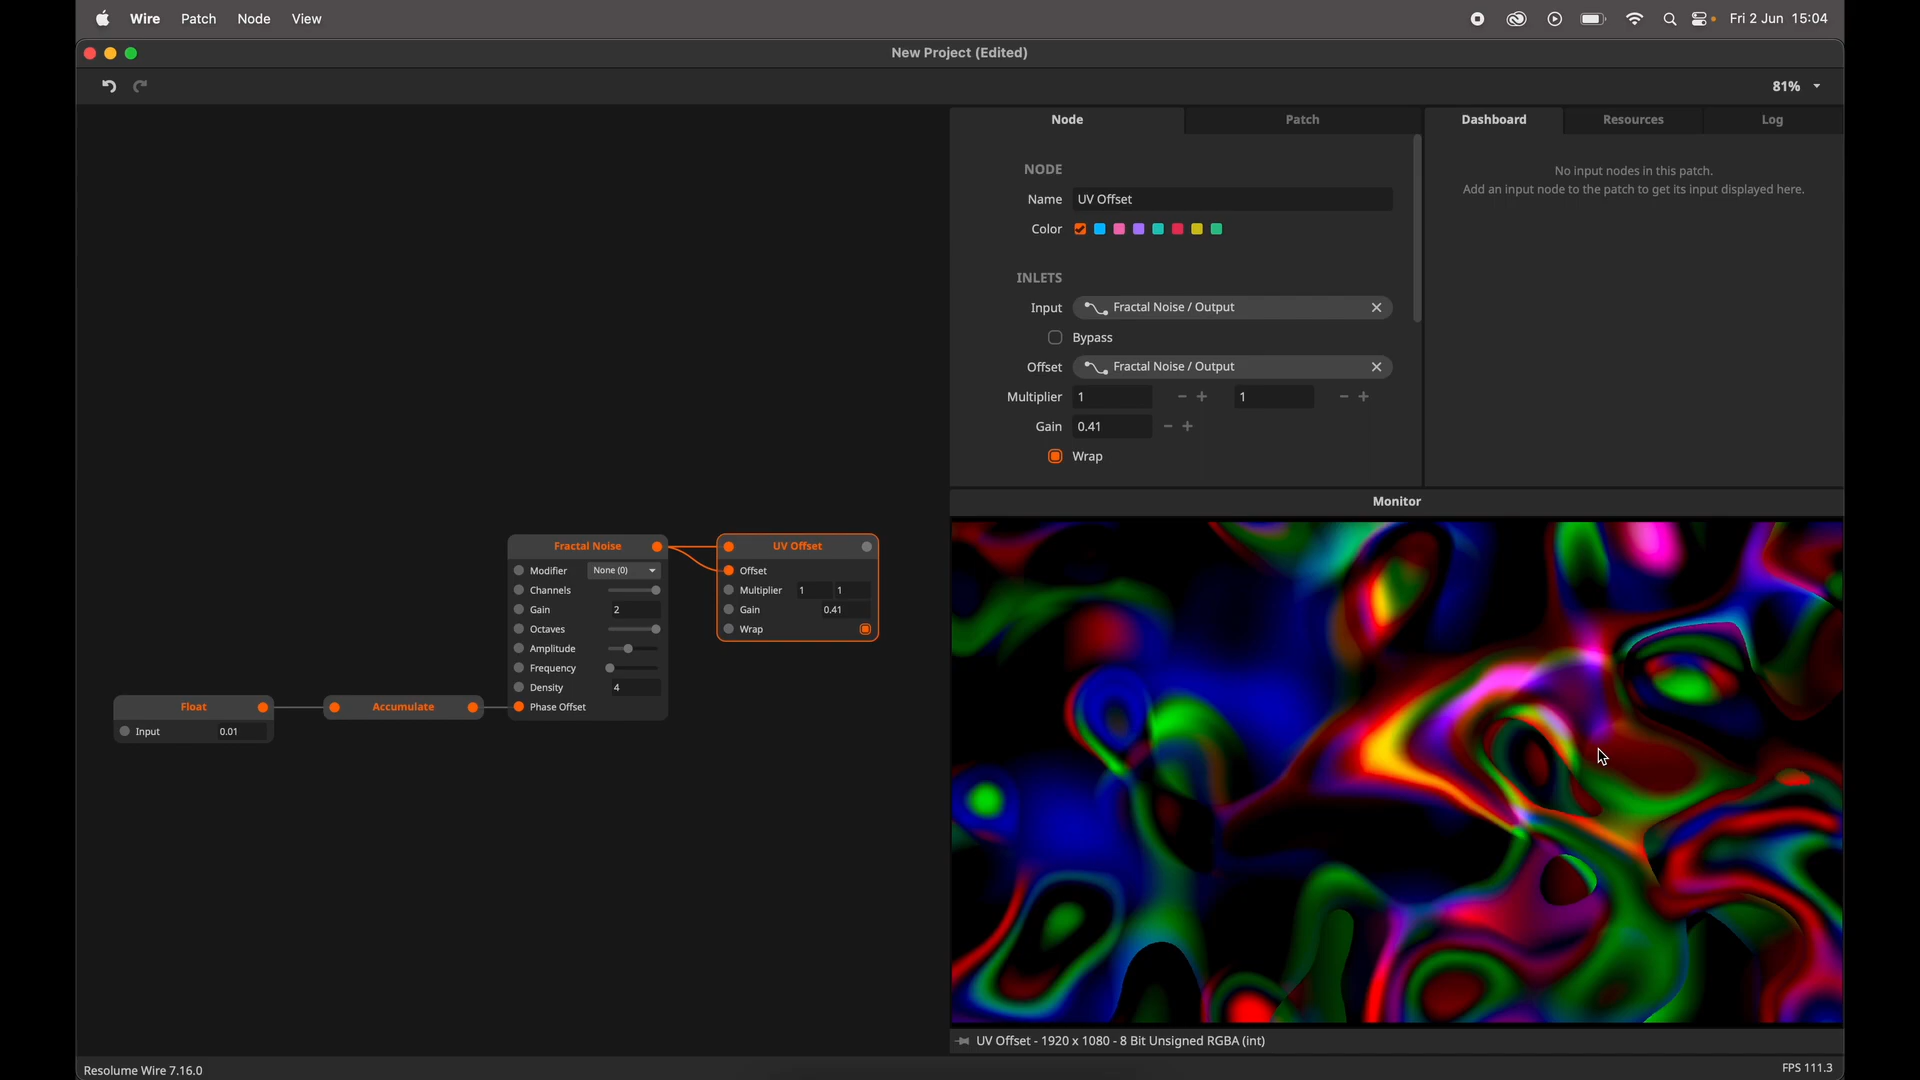 Wire Patch Node View Fri 2 Jun 15:04
New Project (Edited)
81%
Node Patch Dashboard Resources Log
NODE
Name UV Offset
Color
INLETS
Input Fractal Noise / Output
Bypass
Offset Fractal Noise / Output
Multiplier 1 1
Gain 0.41
Wrap
No input nodes in this patch.
Add an input node to the patch to get its input displayed here.
Monitor
Fractal Noise
Modifier None (0)
Channels
Gain 2
Octaves
Amplitude
Frequency
Density 4
Phase Offset
UV Offset
Offset
Multiplier 1 1
Gain 0.41
Wrap
Float
Input 0.01
Accumulate
UV Offset - 1920 x 1080 - 8 Bit Unsigned RGBA (int)
Resolume Wire 7.16.0
FPS 111.3